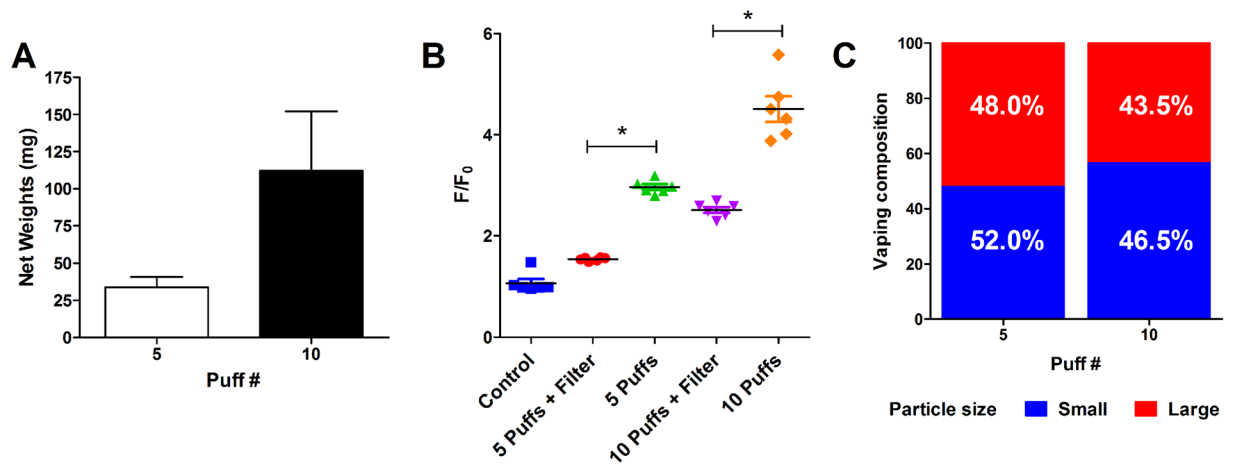 A
Net Weights (mg)
175
150
125
100
75
50
25
0
5
10
Puff #
B
F/F0
6
4
2
0
*
*
Control
5 Puffs + Filter
5 Puffs
10 Puffs + Filter
10 Puffs
C
Vaping composition
100
80
60
40
20
0
48.0%
43.5%
52.0%
46.5%
5
10
Puff #
Particle size
Small
Large